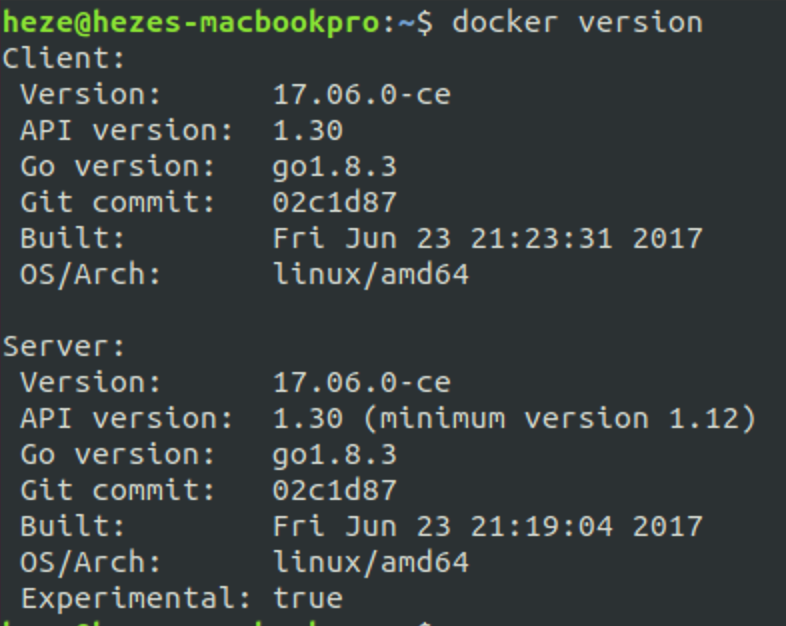 heze@hezes-macbookpro:~$ docker version
Client:
 Version:      17.06.0-ce
 API version:  1.30
 Go version:   go1.8.3
 Git commit:   02c1d87
 Built:        Fri Jun 23 21:23:31 2017
 OS/Arch:      linux/amd64

Server:
 Version:      17.06.0-ce
 API version:  1.30 (minimum version 1.12)
 Go version:   go1.8.3
 Git commit:   02c1d87
 Built:        Fri Jun 23 21:19:04 2017
 OS/Arch:      linux/amd64
 Experimental: true